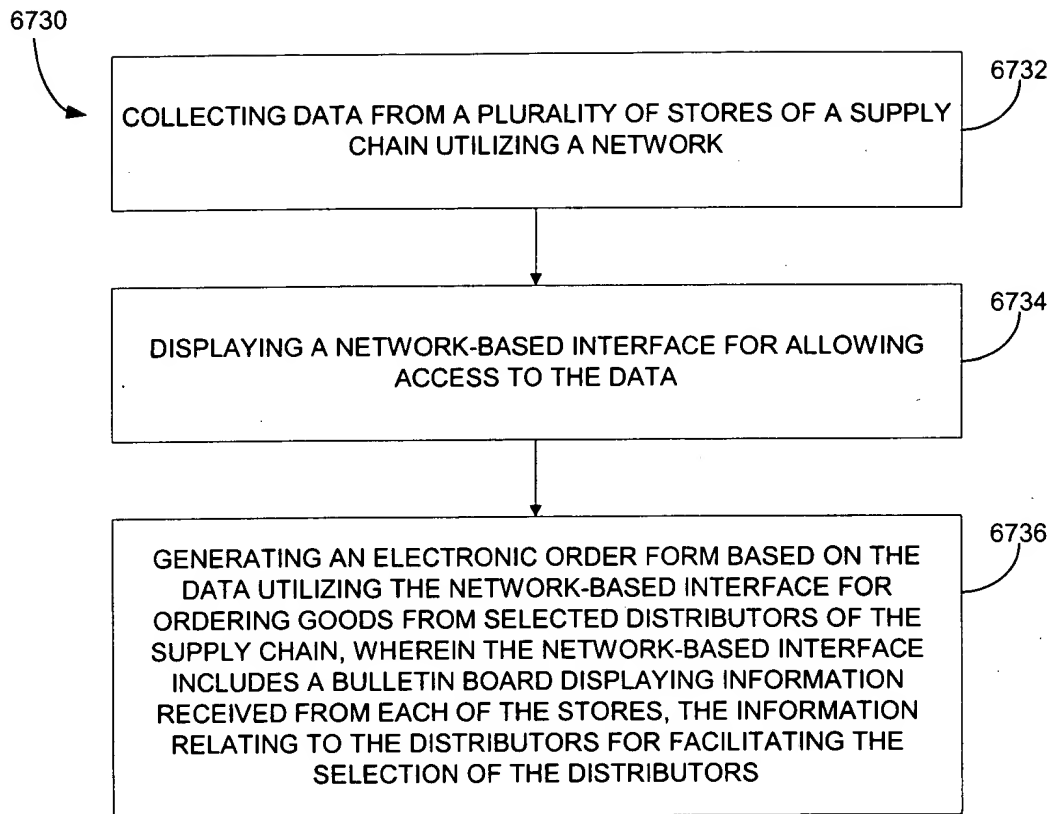 6730
6732
COLLECTING DATA FROM A PLURALITY OF STORES OF A SUPPLY
CHAIN UTILIZING A NETWORK
6734
DISPLAYING A NETWORK-BASED INTERFACE FOR ALLOWING
ACCESS TO THE DATA
6736
GENERATING AN ELECTRONIC ORDER FORM BASED ON THE
DATA UTILIZING THE NETWORK-BASED INTERFACE FOR
ORDERING GOODS FROM SELECTED DISTRIBUTORS OF THE
SUPPLY CHAIN, WHEREIN THE NETWORK-BASED INTERFACE
INCLUDES A BULLETIN BOARD DISPLAYING INFORMATION
RECEIVED FROM EACH OF THE STORES, THE INFORMATION
RELATING TO THE DISTRIBUTORS FOR FACILITATING THE
SELECTION OF THE DISTRIBUTORS